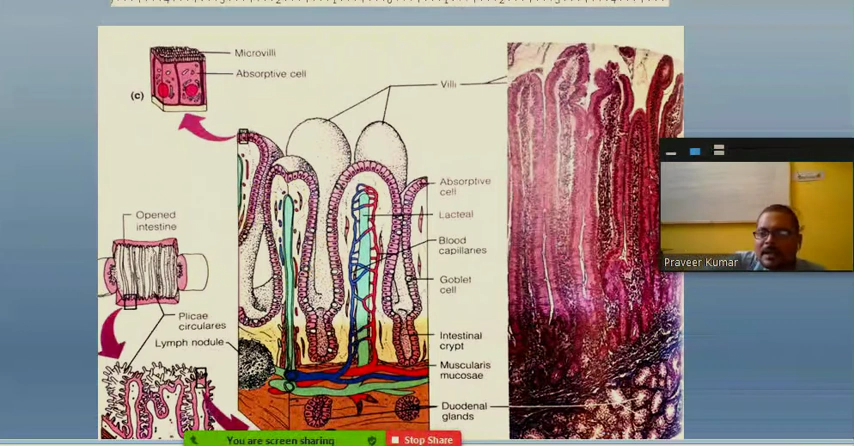 Microvilli
Absorptive cell
(c)
Villi
Absorptive
cell
Lacteal
Opened
intestine
Blood
capillaries
Goblet
cell
Plicae
circulares
Lymph nodule
Intestinal
crypt
Muscularis
mucosae
Duodenal
glands
Praveer Kumar
You are screen sharing
Stop Share